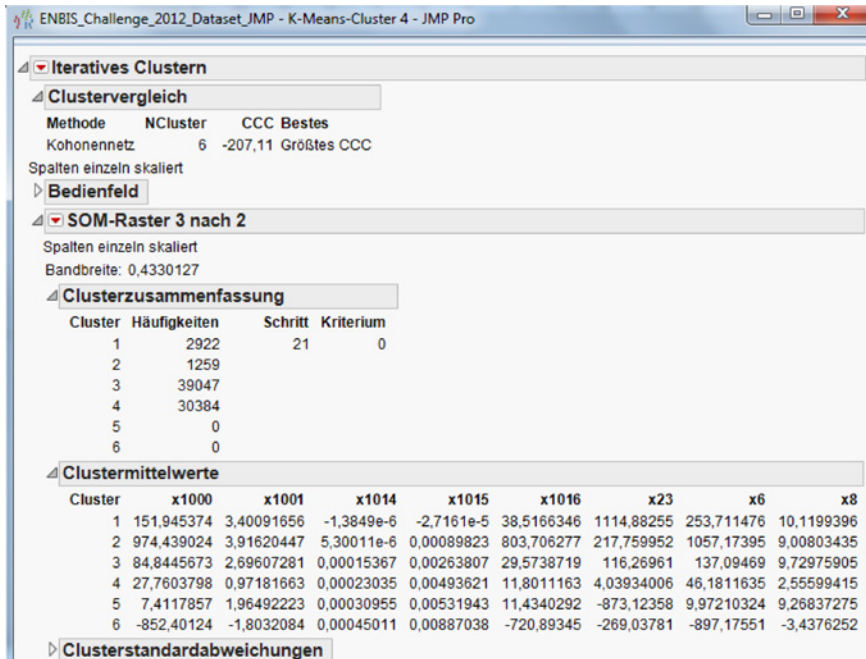 ENBIS_Challenge_2012_Dataset_JMP - K-Means-Cluster 4 - JMP Pro
Iteratives Clustern
Clustervergleich
Methode NCluster CCC Bestes
Kohonennetz 6 -207,11 Größtes CCC
Spalten einzeln skaliert
Bedienfeld
SOM-Raster 3 nach 2
Spalten einzeln skaliert
Bandbreite: 0,4330127
Clusterzusammenfassung
Cluster Häufigkeiten Schritt Kriterium
1 2922 21 0
2 1259
3 39047
4 30384
5 0
6 0
Clustermittelwerte
Cluster x1000 x1001 x1014 x1015 x1016 x23 x6 x8
1 151,945374 3,40091656 -1,3849e-6 -2,7161e-5 38,5166346 1114,88255 253,711476 10,1199396
2 974,439024 3,91620447 5,30011e-6 0,00089823 803,706277 217,759952 1057,17395 9,00803435
3 84,8445673 2,69607281 0,00015367 0,00263807 29,5738719 116,26961 137,09469 9,72975905
4 27,7603798 0,97181663 0,00023035 0,00493621 11,8011163 4,03934006 46,1811635 2,55599415
5 7,4117857 1,96492223 0,00030955 0,00531943 11,4340292 -873,12358 9,97210324 9,26837275
6 -852,40124 -1,8032084 0,00045011 0,00887038 -720,89345 -269,03781 -897,17551 -3,4376252
Clusterstandardabweichungen